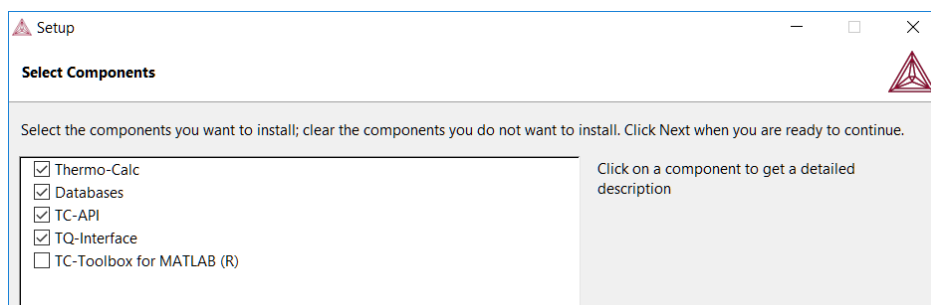 Setup
Select Components
Select the components you want to install; clear the components you do not want to install. Click Next when you are ready to continue.
Thermo-Calc
Databases
TC-API
TQ-Interface
TC-Toolbox for MATLAB (R)
Click on a component to get a detailed
description